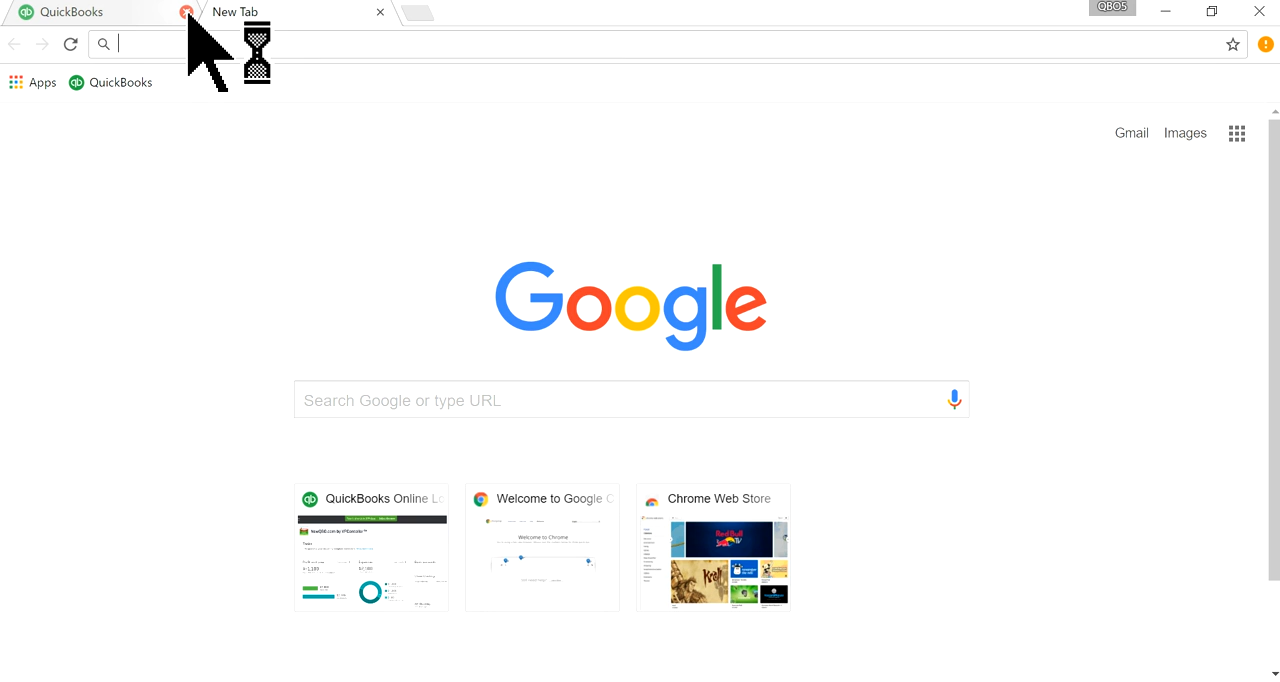 QuickBooks
New Tab
QBO5
Apps
QuickBooks
Gmail
Images
Google
Search Google or type URL
QuickBooks Online Lo
Welcome to Google C
Chrome Web Store
Welcome to Chrome